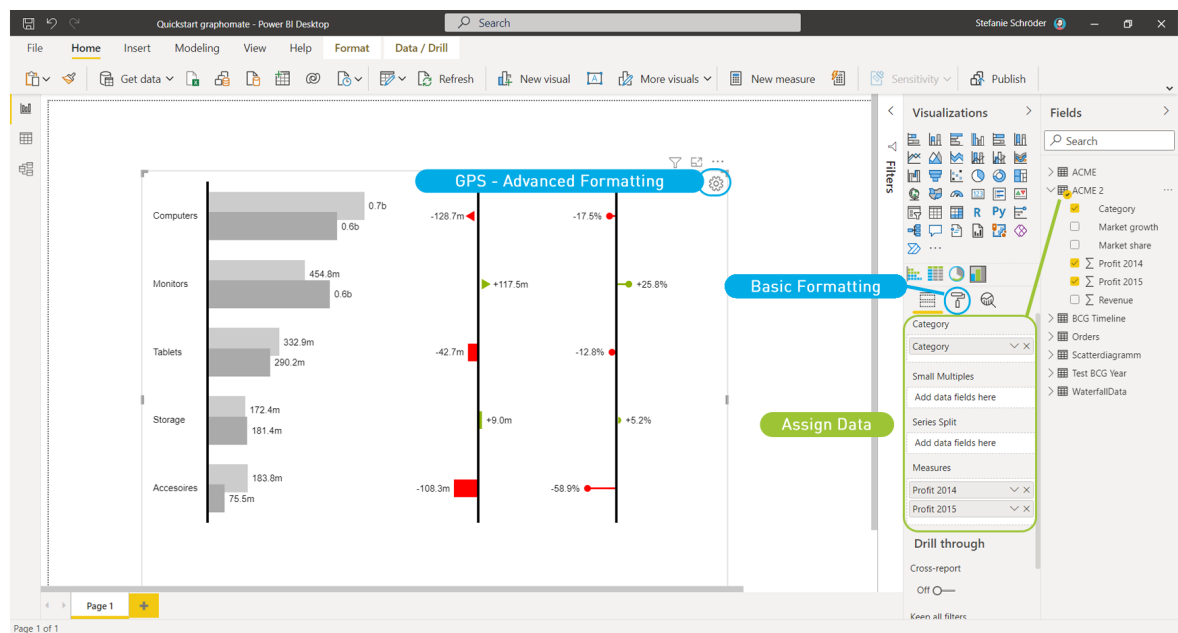 Quickstart graphomate - Power BI Desktop
Search
Stefanie Schröder
File Home Insert Modeling View Help Format Data / Drill
Get data
Refresh
New visual
A
More visuals
New measure
Sensitivity
Publish
Filters
Visualizations
Fields
Search
GPS - Advanced Formatting
Computers
0.7b
0.6b
-128.7m
-17.5%
Monitors
454.8m
0.6b
+117.5m
+25.8%
Tablets
332.9m
290.2m
-42.7m
-12.8%
Storage
172.4m
181.4m
+9.0m
+5.2%
Accesoires
183.8m
75.5m
-108.3m
-58.9%
Basic Formatting
Assign Data
R Py
Category
Category
Small Multiples
Add data fields here
Series Split
Add data fields here
Measures
Profit 2014
Profit 2015
Drill through
Cross-report
Off
Keep all filters
ACME
ACME 2
Category
Market growth
Market share
∑ Profit 2014
∑ Profit 2015
∑ Revenue
BCG Timeline
Orders
Scatterdiagramm
Test BCG Year
WaterfallData
Page 1
Page 1 of 1